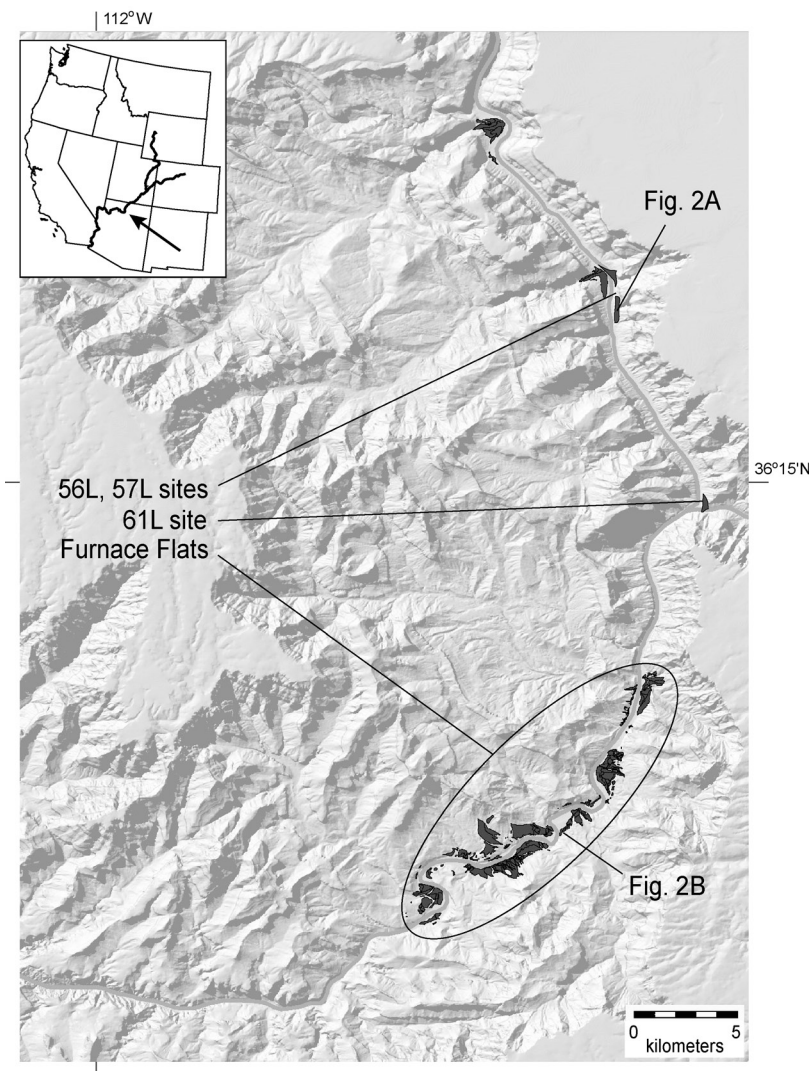 112°W
Fig. 2A
36°15'N
56L, 57L sites
61L site
Furnace Flats
Fig. 2B
0 5
kilometers